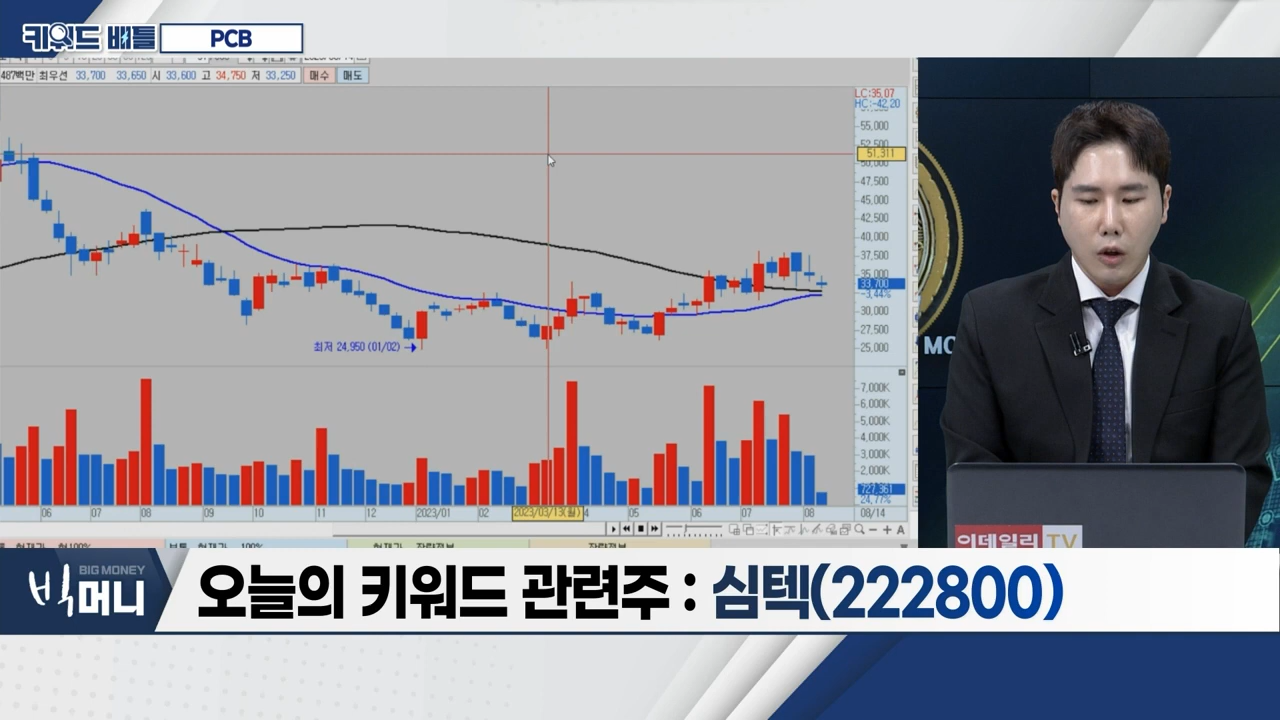 키워드 배틀
PCB
487백만 최우선 33,700 33,650 시 33,600 고 34,750 저 33,250 매수 매도
LC:35.07
HC:-42.20
55,000
52,500
51,311
50,000
47,500
45,000
42,500
40,000
37,500
35,000
33,700
-3.44%
30,000
27,500
25,000
최저 24,950 (01/02)
7,000K
6,000K
5,000K
4,000K
3,000K
2,000K
727,361
24.77%
06 07 08 09 10 11 12 2023/01 02 2023/03/13(월) 04 05 06 07 08 08/14
MO
이데일리 TV
BIG MONEY
빅머니
오늘의 키워드 관련주 : 심텍(222800)